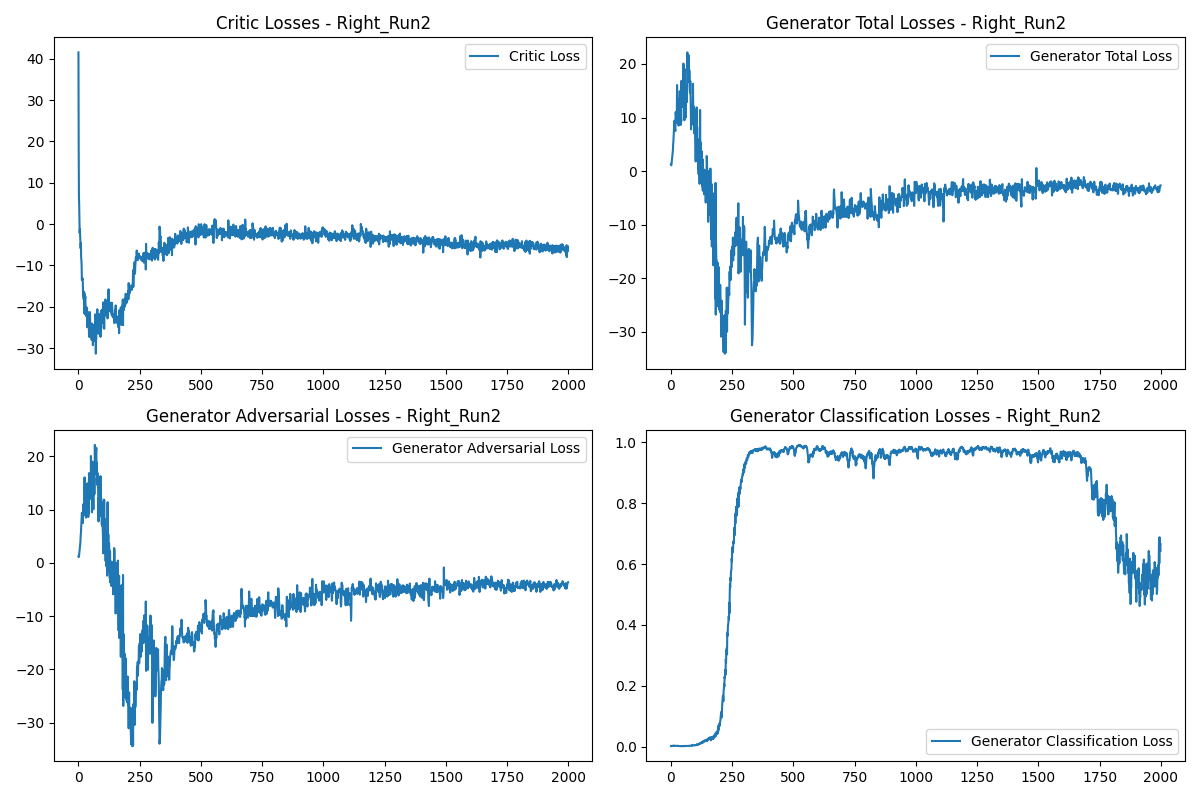 Critic Losses - Right_Run2
Critic Loss
40
30
20
10
0
−10
−20
−30
0 250 500 750 1000 1250 1500 1750 2000
Generator Total Losses - Right_Run2
Generator Total Loss
20
10
0
−10
−20
−30
0 250 500 750 1000 1250 1500 1750 2000
Generator Adversarial Losses - Right_Run2
Generator Adversarial Loss
20
10
0
−10
−20
−30
0 250 500 750 1000 1250 1500 1750 2000
Generator Classification Losses - Right_Run2
1.0
0.8
0.6
0.4
0.2
0.0
Generator Classification Loss
0 250 500 750 1000 1250 1500 1750 2000